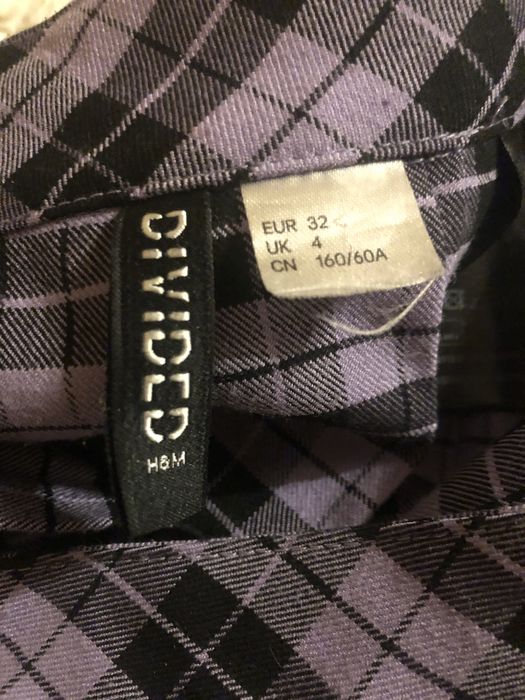 DIVIDED
H&M
EUR 32
UK 4
CN 160/60A